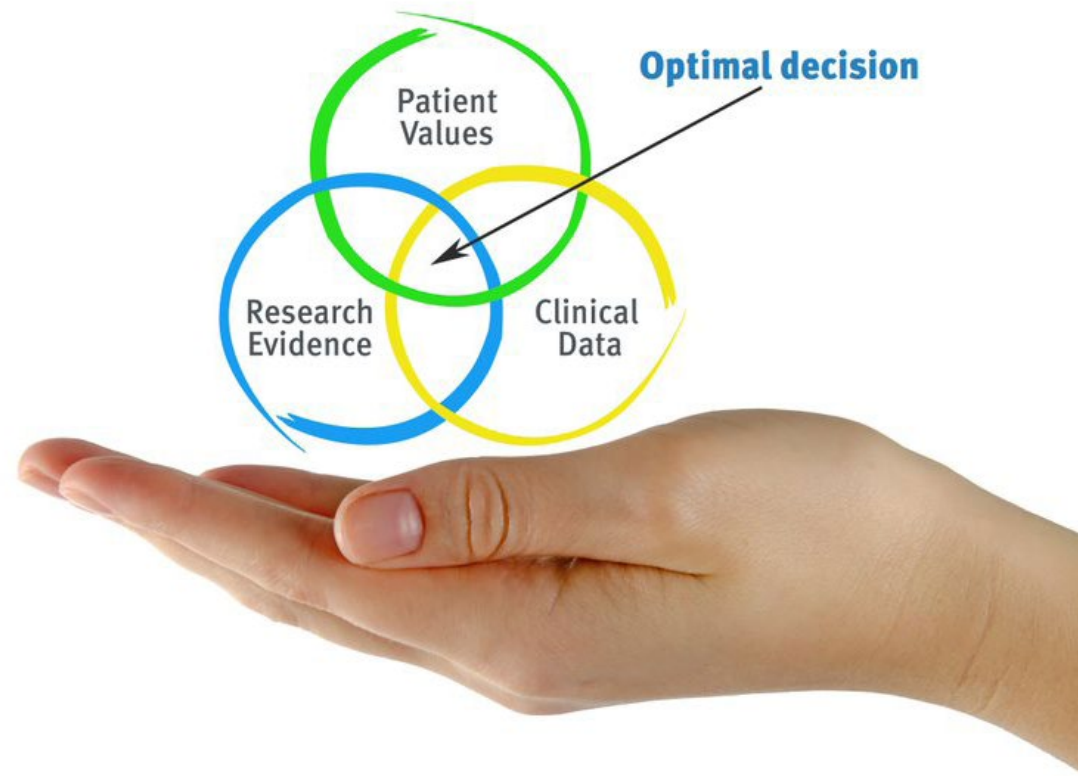 Optimal decision
Patient
Values
Research
Evidence
Clinical
Data